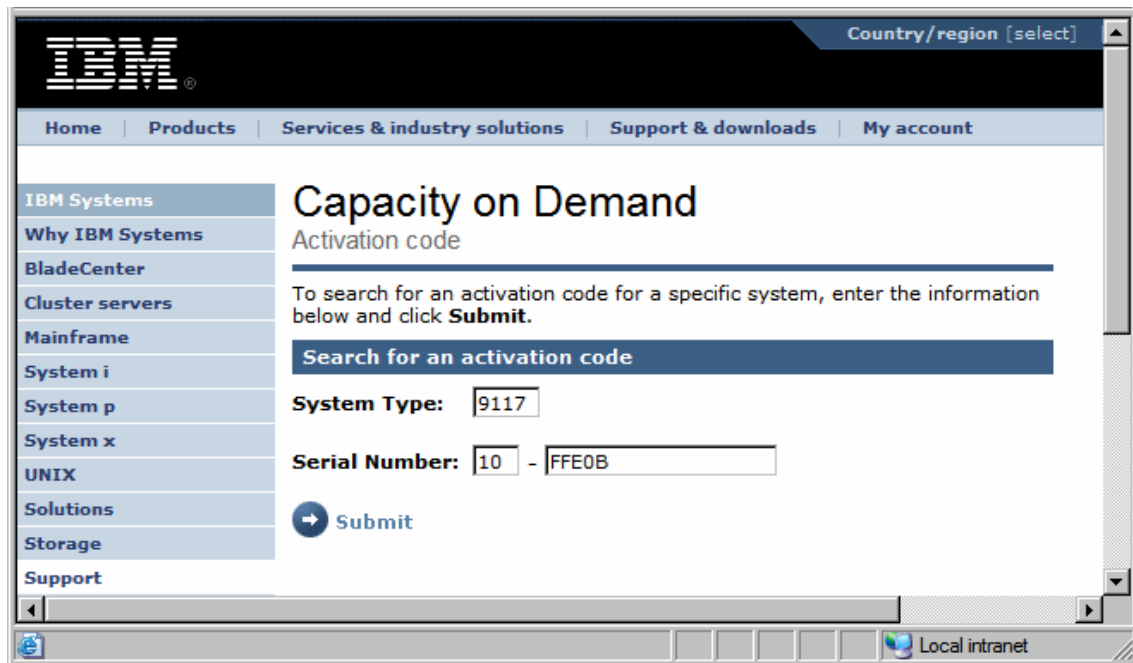 Country/region [select]
IBM®
Home | Products | Services & industry solutions | Support & downloads | My account
IBM Systems
Why IBM Systems
BladeCenter
Cluster servers
Mainframe
System i
System p
System x
UNIX
Solutions
Storage
Support
Capacity on Demand
Activation code
To search for an activation code for a specific system, enter the information
below and click Submit.
Search for an activation code
System Type: 9117
Serial Number: 10 - FFE0B
Submit
Local intranet